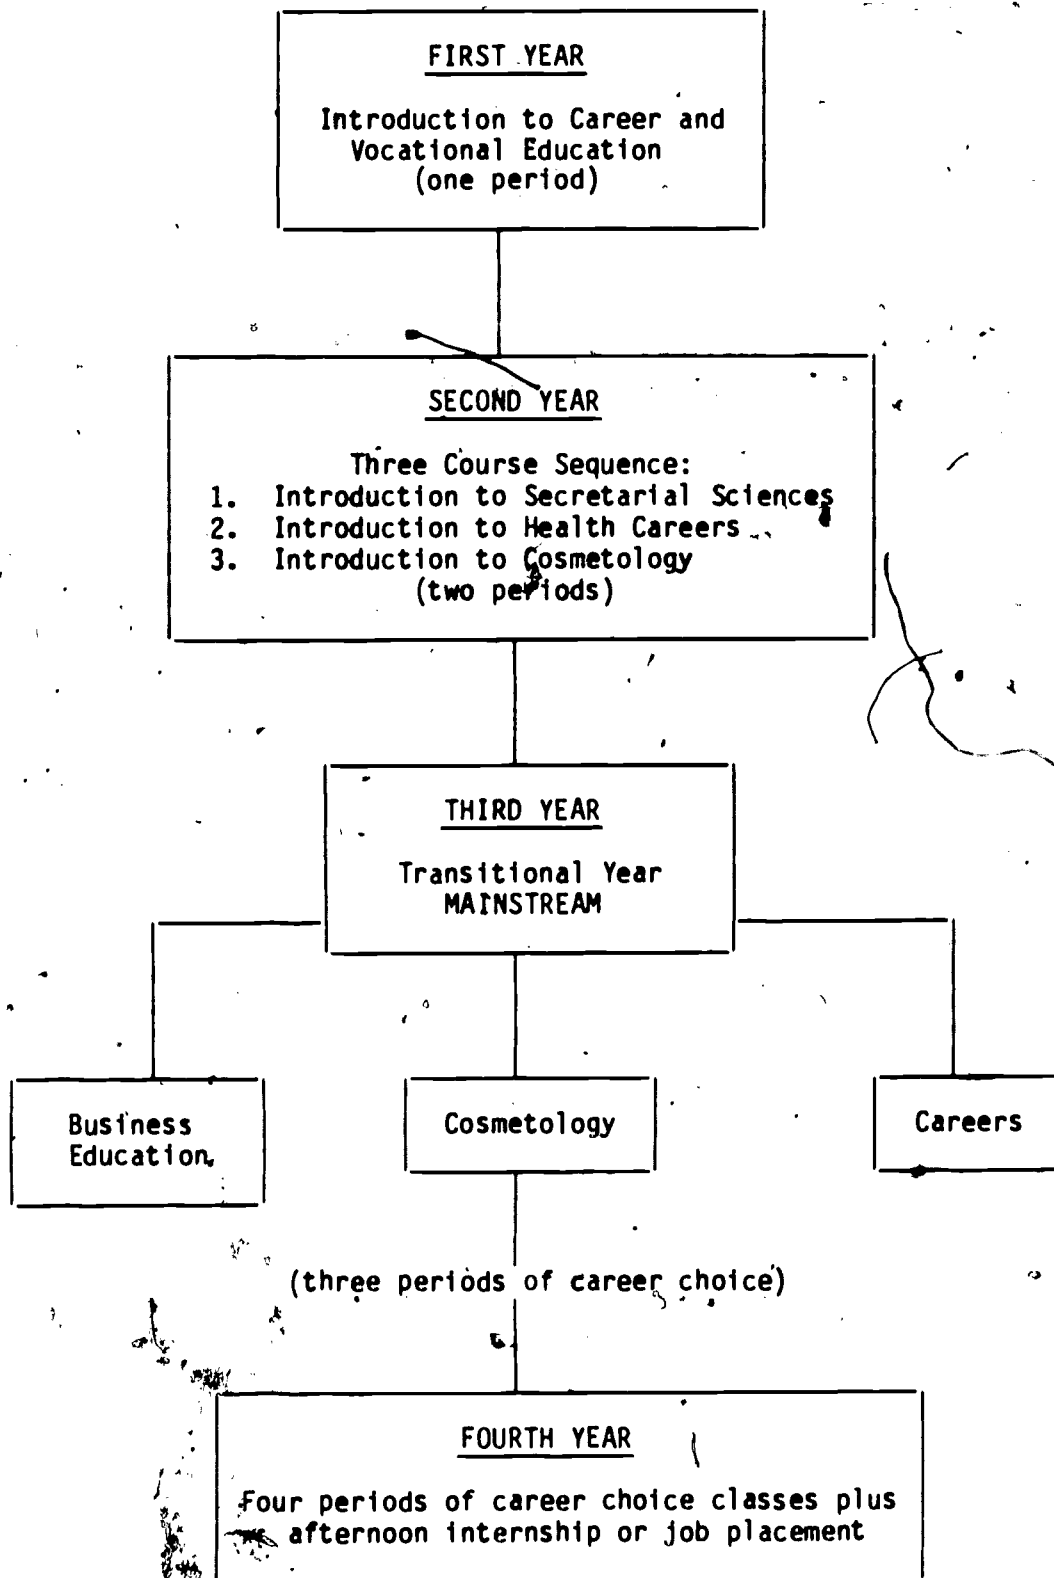 FIRST YEAR
Introduction to Career and
Vocational Education
(one period)
SECOND YEAR
Three Course Sequence:
1. Introduction to Secretarial Sciences
2. Introduction to Health Careers
3. Introduction to Cosmetology
(two periods)
THIRD YEAR
Transitional Year
MAINSTREAM
Business
Education
Cosmetology
Careers
(three periods of career choice)
FOURTH YEAR
Four periods of career choice classes plus
afternoon internship or job placement